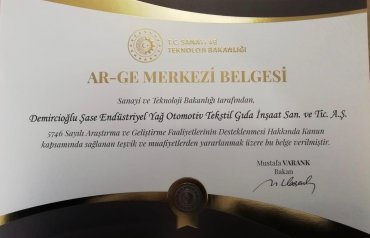 T.C. SANAYİ VE
TEKNOLOJİ BAKANLIĞI
AR-GE MERKEZİ BELGESİ
Sanayi ve Teknoloji Bakanlığı tarafından,
Demircioğlu Şase Endüstriyel Yağ Otomotiv Tekstil Gıda İnşaat San. ve Tic. A.Ş.
5746 Sayılı Araştırma ve Geliştirme Faaliyetlerinin Desteklenmesi Hakkında Kanun
kapsamında sağlanan teşvik ve muafiyetlerden yararlanmak üzere bu belge verilmiştir.
Mustafa VARANK
Bakan